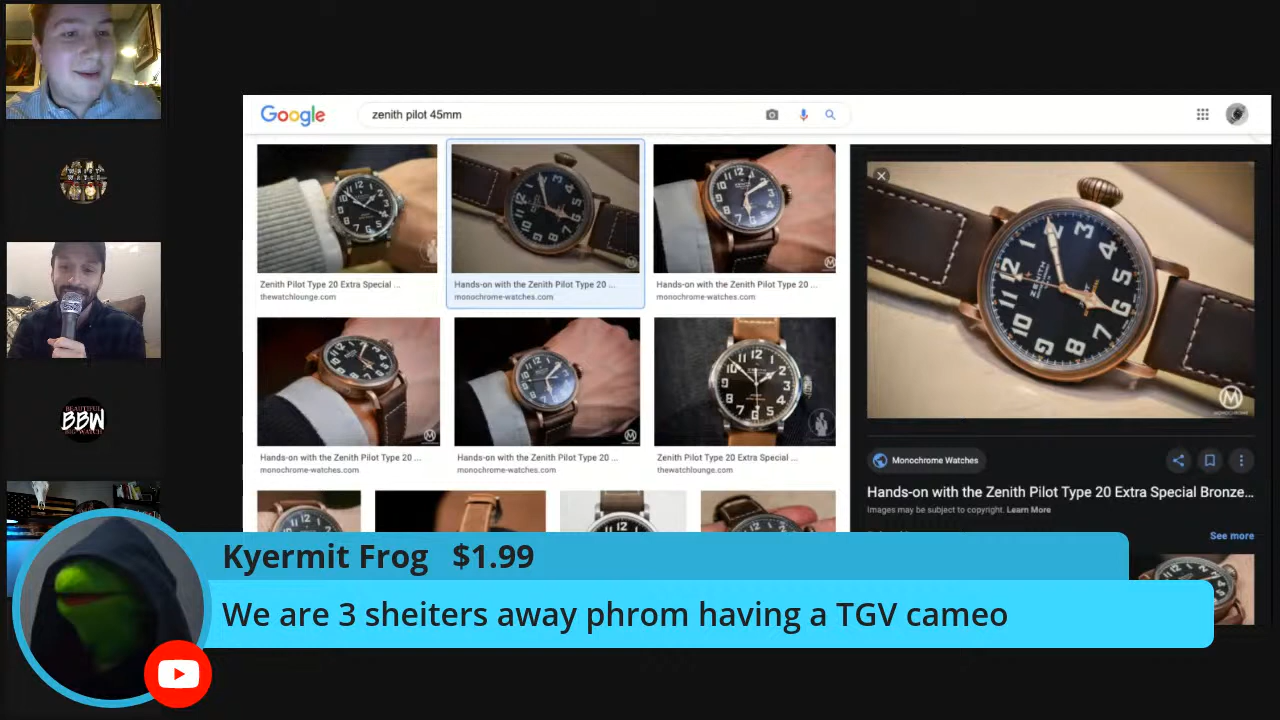 Google
zenith pilot 45mm
Zenith Pilot Type 20 Extra Special ...
thewatchlounge.com
Hands-on with the Zenith Pilot Type 20 ...
monochrome-watches.com
Hands-on with the Zenith Pilot Type 20 ...
monochrome-watches.com
Hands-on with the Zenith Pilot Type 20 ...
monochrome-watches.com
Hands-on with the Zenith Pilot Type 20 ...
monochrome-watches.com
Zenith Pilot Type 20 Extra Special ...
thewatchlounge.com
ZENITH
PILOT
MONOCHROME
Monochrome Watches
Hands-on with the Zenith Pilot Type 20 Extra Special Bronze...
Images may be subject to copyright. Learn More
See more
BEAUTIFUL
BBW
WATCH
Kyermit Frog $1.99
We are 3 sheiters away phrom having a TGV cameo